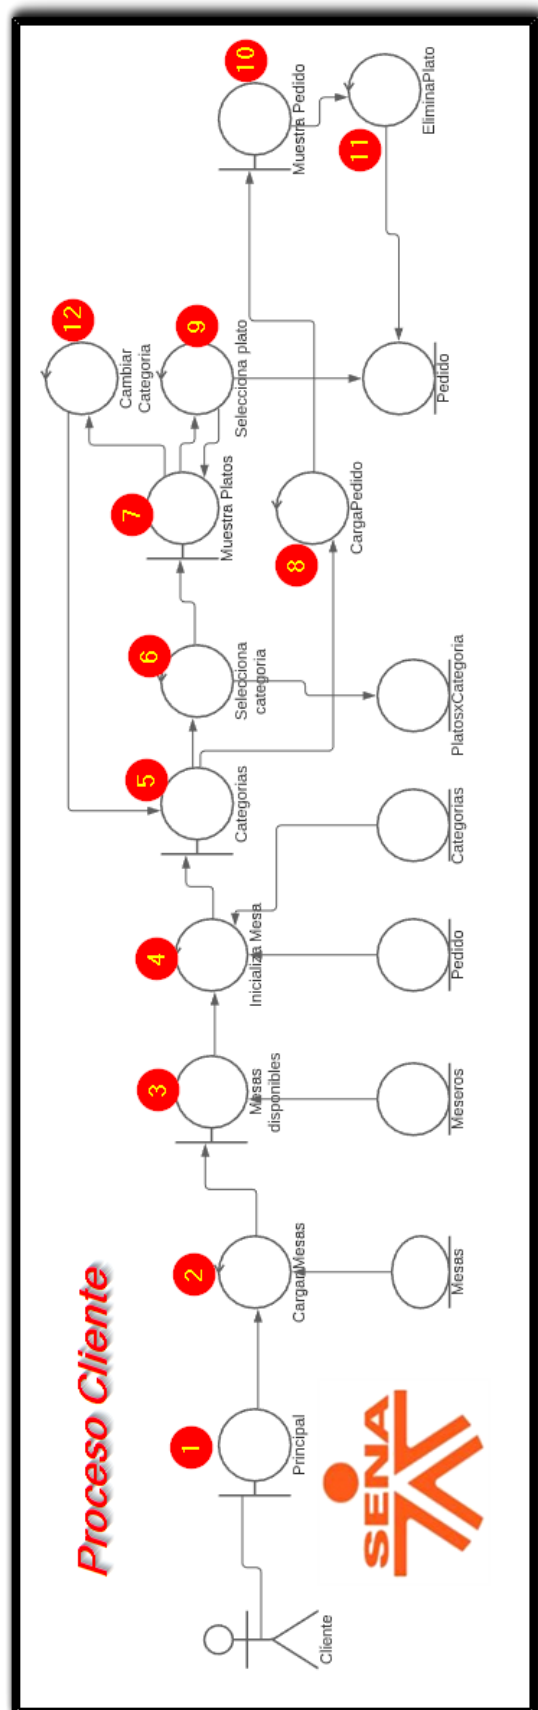 Proceso Cliente
SENA
Cliente
1
Principal
2
Cargar Mesas
Mesas
3
Mesas
disponibles
Meseros
4
Inicializa Mesa
Pedido
Categorias
5
Categorias
6
Selecciona
categoria
PlatosxCategoria
7
Muestra Platos
8
CargaPedido
9
Selecciona plato
Pedido
12
Cambiar
Categoria
10
Muestra Pedido
11
EliminaPlato